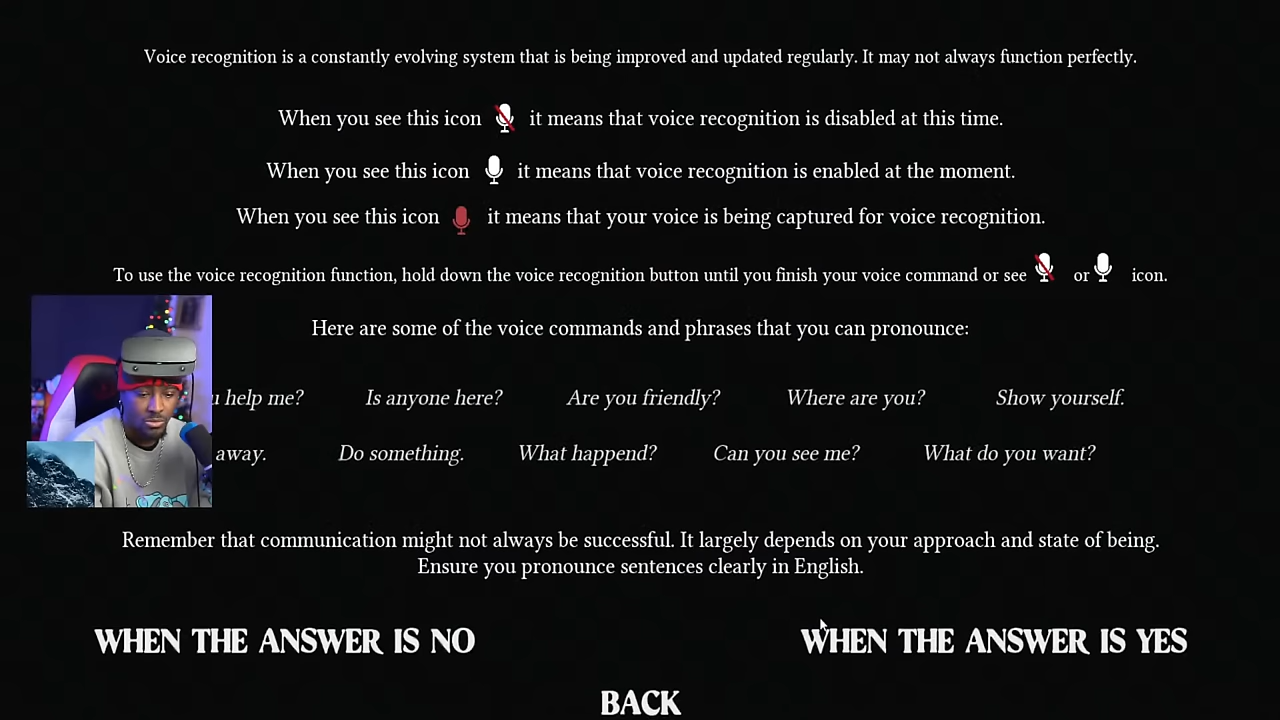 Voice recognition is a constantly evolving system that is being improved and updated regularly. It may not always function perfectly.
When you see this icon it means that voice recognition is disabled at this time.
When you see this icon it means that voice recognition is enabled at the moment.
When you see this icon it means that your voice is being captured for voice recognition.
To use the voice recognition function, hold down the voice recognition button until you finish your voice command or see or icon.
Here are some of the voice commands and phrases that you can pronounce:
help me? Is anyone here? Are you friendly? Where are you? Show yourself.
away. Do something. What happend? Can you see me? What do you want?
Remember that communication might not always be successful. It largely depends on your approach and state of being.
Ensure you pronounce sentences clearly in English.
WHEN THE ANSWER IS NO WHEN THE ANSWER IS YES
BACK